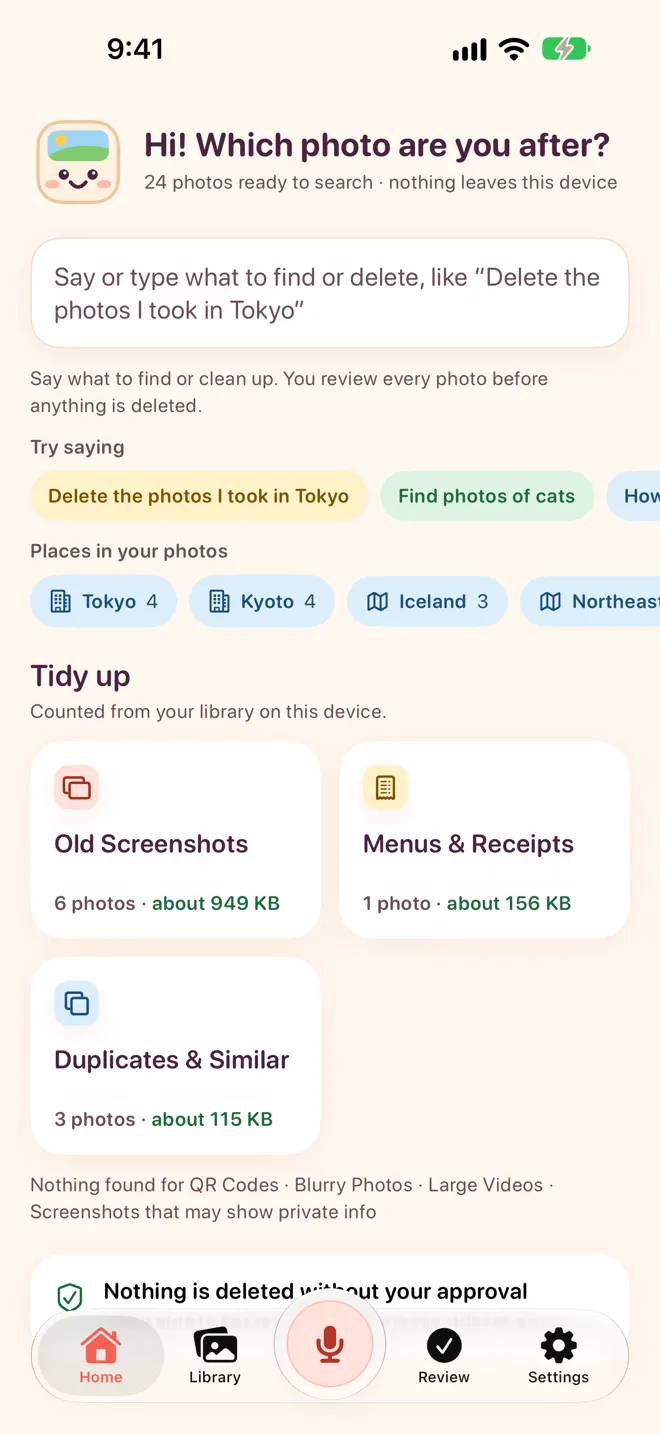 9:41
Hi! Which photo are you after?
24 photos ready to search · nothing leaves this device
Say or type what to find or delete, like “Delete the
photos I took in Tokyo”
Say what to find or clean up. You review every photo before
anything is deleted.
Try saying
Delete the photos I took in Tokyo
Find photos of cats
How
Places in your photos
Tokyo 4
Kyoto 4
Iceland 3
Northeast
Tidy up
Counted from your library on this device.
Old Screenshots
6 photos · about 949 KB
Menus & Receipts
1 photo · about 156 KB
Duplicates & Similar
3 photos · about 115 KB
Nothing found for QR Codes · Blurry Photos · Large Videos ·
Screenshots that may show private info
Nothing is deleted without your approval
Home
Library
Review
Settings